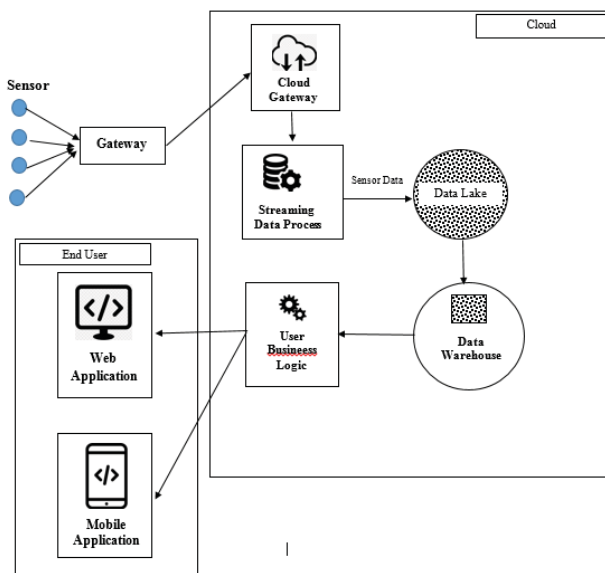 Cloud
Cloud
Gateway
Sensor
Gateway
Streaming
Data Process
Sensor Data
Data Lake
End User
Web
Application
User
Busineess
Logic
Data
Warehouse
Mobile
Application